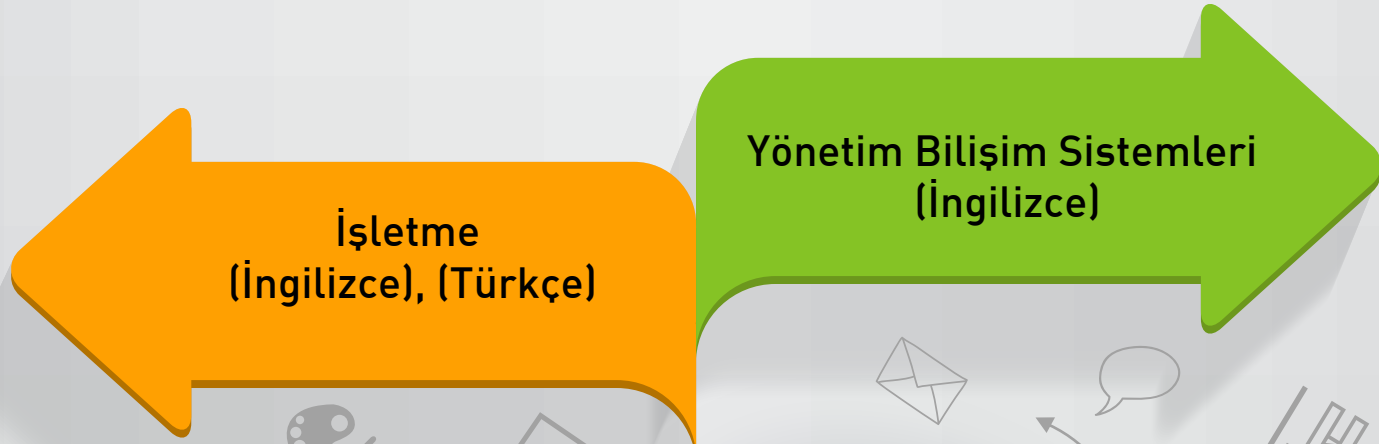 İşletme
(İngilizce), (Türkçe)
Yönetim Bilişim Sistemleri
(İngilizce)